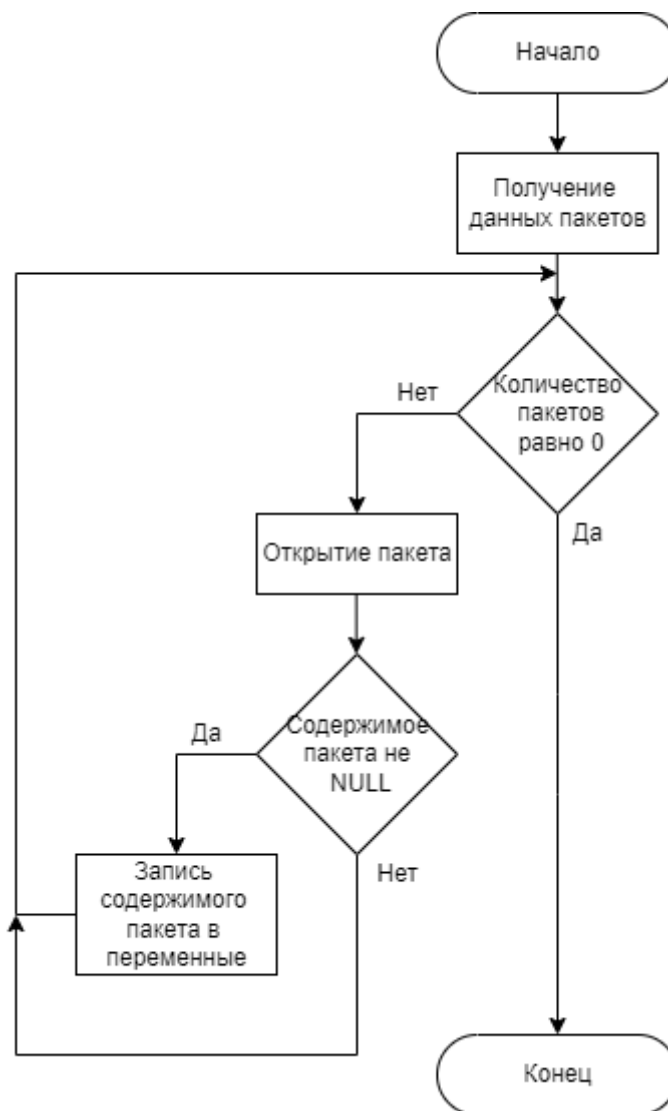 Начало
Получение
данных пакетов
Количество
пакетов
равно 0
Нет
Да
Открытие пакета
Содержимое
пакета не
NULL
Да
Нет
Запись
содержимого
пакета в
переменные
Конец